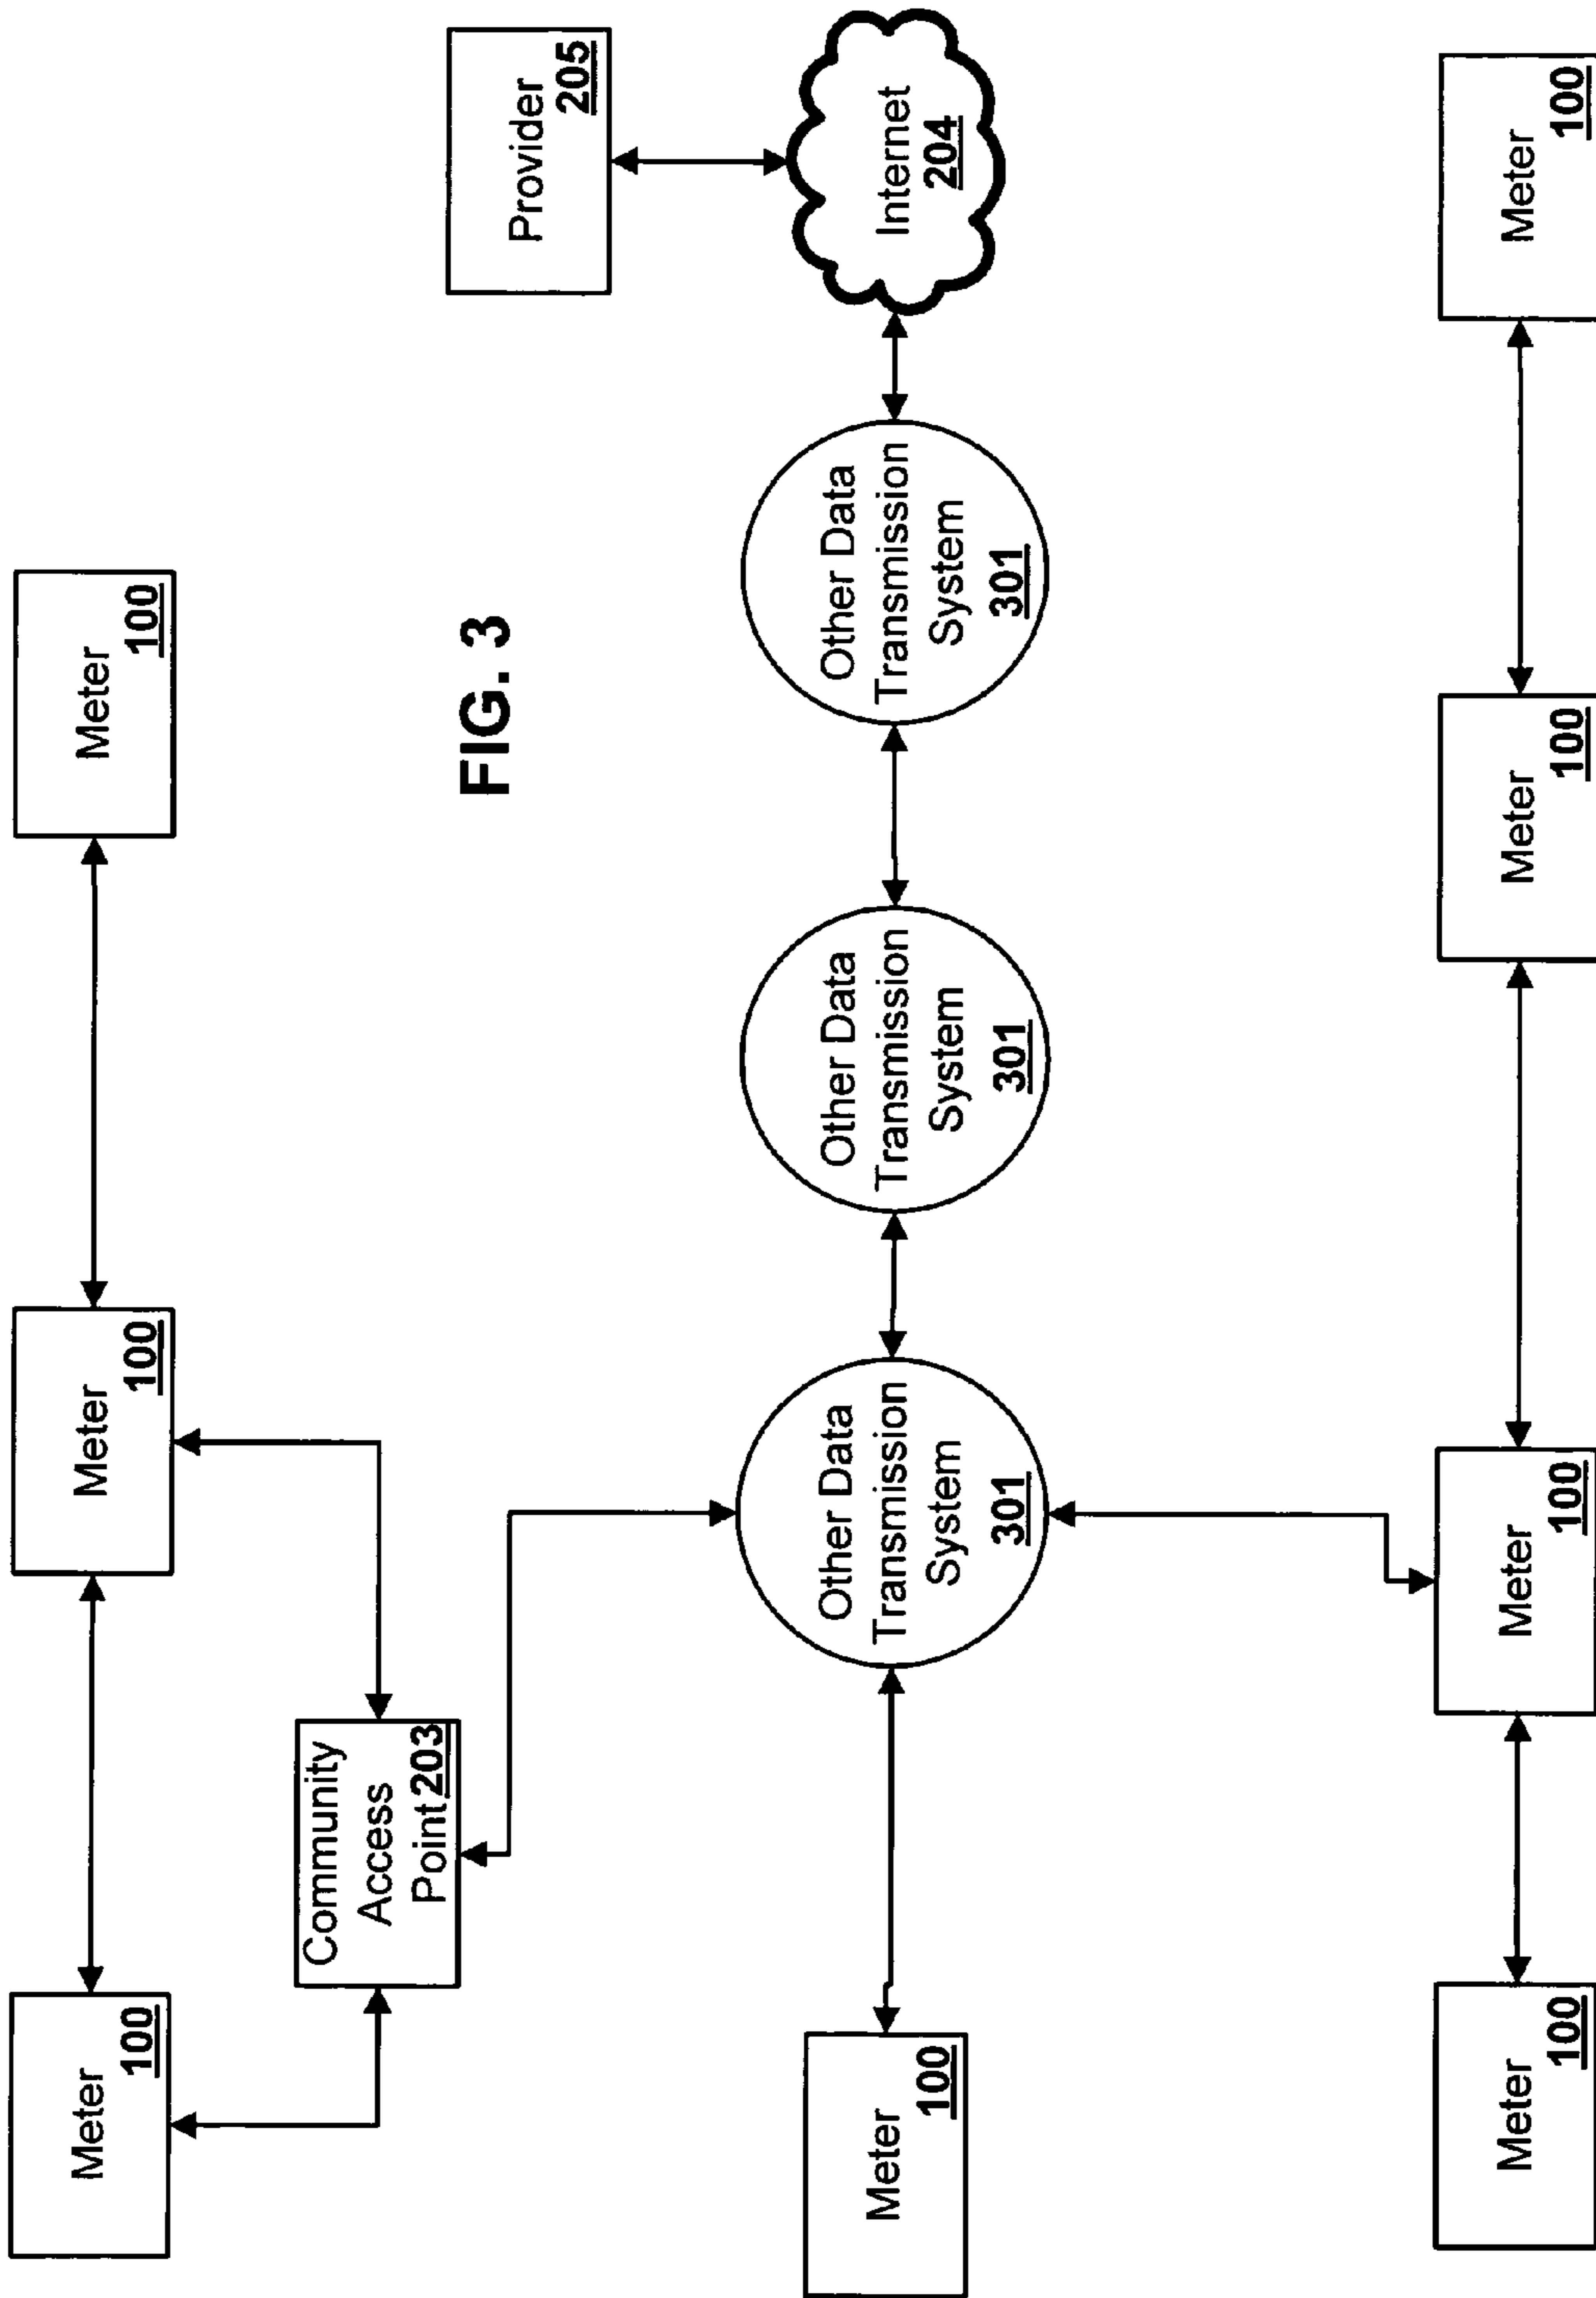 Meter
100
Meter
100
Meter
100
Community
Access
Point 203
FIG. 3
Provider
205
Meter
100
Other Data
Transmission
System
301
Other Data
Transmission
System
301
Other Data
Transmission
System
301
Internet
204
Meter
100
Meter
100
Meter
100
Meter
100